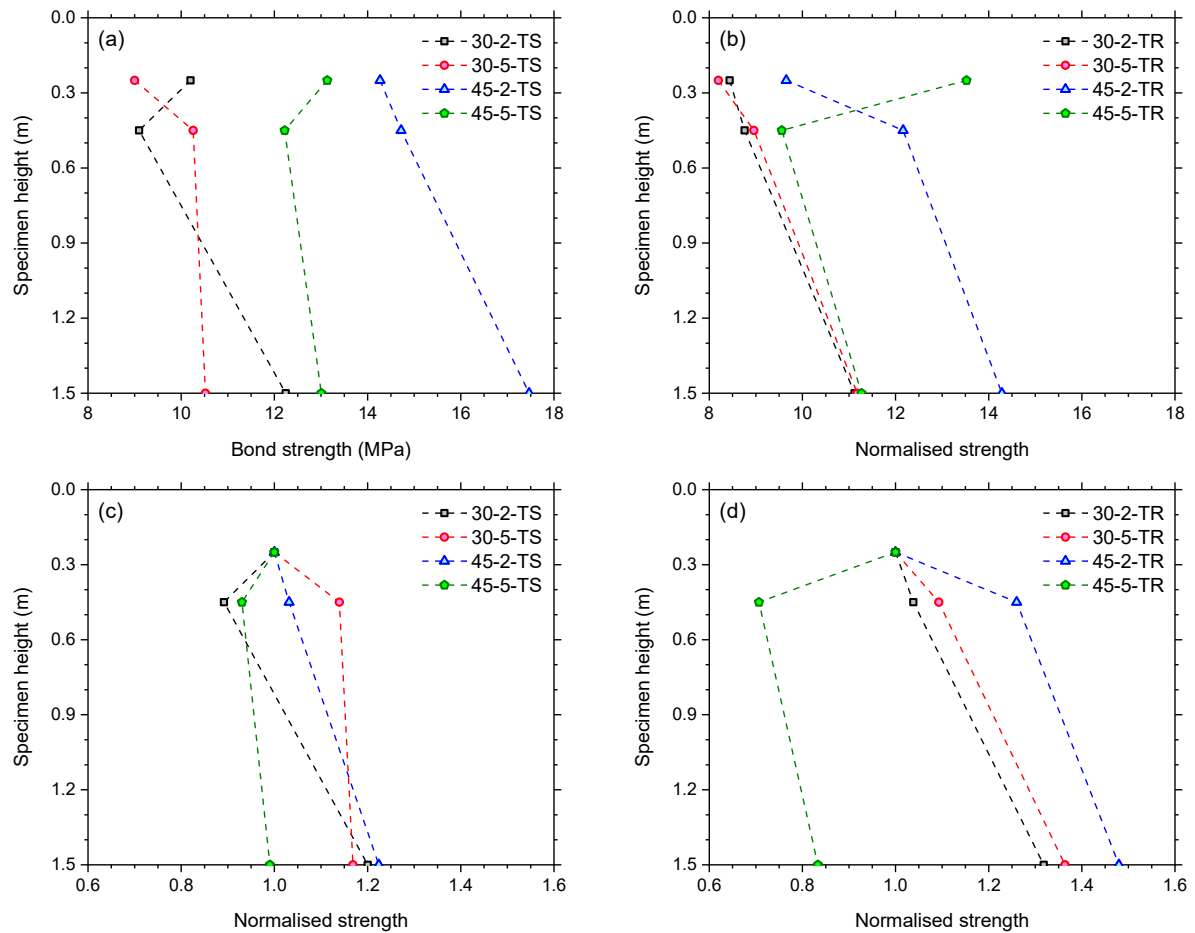 (a)
30-2-TS
30-5-TS
45-2-TS
45-5-TS
0.0
0.3
0.6
0.9
1.2
1.5
8 10 12 14 16 18
Specimen height (m)
Bond strength (MPa)
(b)
30-2-TR
30-5-TR
45-2-TR
45-5-TR
0.0
0.3
0.6
0.9
1.2
1.5
8 10 12 14 16 18
Specimen height (m)
Normalised strength
(c)
30-2-TS
30-5-TS
45-2-TS
45-5-TS
0.0
0.3
0.6
0.9
1.2
1.5
0.6 0.8 1.0 1.2 1.4 1.6
Specimen height (m)
Normalised strength
(d)
30-2-TR
30-5-TR
45-2-TR
45-5-TR
0.0
0.3
0.6
0.9
1.2
1.5
0.6 0.8 1.0 1.2 1.4 1.6
Specimen height (m)
Normalised strength